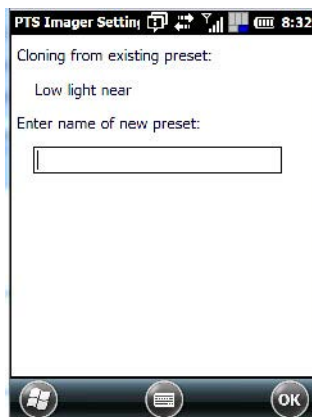 PTS Imager Settin 8:32
Cloning from existing preset:
Low light near
Enter name of new preset:
OK